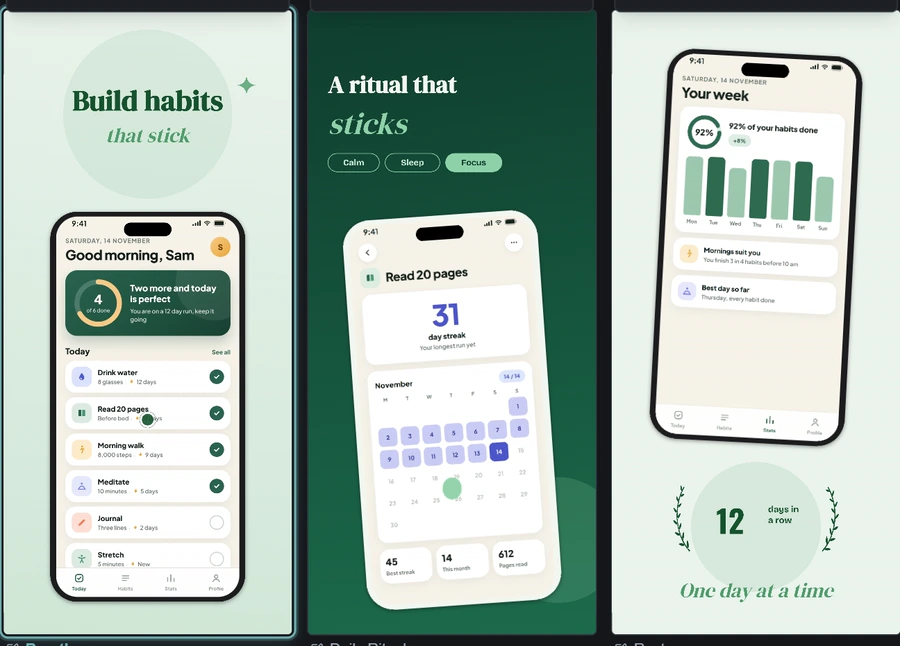 Build habits
that stick
9:41
SATURDAY, 14 NOVEMBER
Good morning, Sam
S
4
of 6 done
Two more and today
is perfect
You are on a 12 day run, keep it
going
Today
See all
Drink water
8 glasses
12 days
Read 20 pages
Before bed
Morning walk
8,000 steps
9 days
Meditate
10 minutes
5 days
Journal
Three lines
2 days
Stretch
5 minutes
New
Today
Habits
Stats
Profile
A ritual that
sticks
Calm
Sleep
Focus
9:41
Read 20 pages
31
day streak
Your longest run yet
November
14 / 14
M T W T F S S
1
2 3 4 5 6 7 8
9 10 11 12 13 14 15
16 17 18 19 20 21 22
23 24 25 26 27 28 29
30
45
Best streak
14
This month
612
Pages read
9:41
SATURDAY, 14 NOVEMBER
Your week
92%
92% of your habits done
+8%
Mon Tue Wed Thu Fri Sat Sun
Mornings suit you
You finish 3 in 4 habits before 10 am
Best day so far
Thursday, every habit done
Today
Habits
Stats
Profile
12
days in
a row
One day at a time